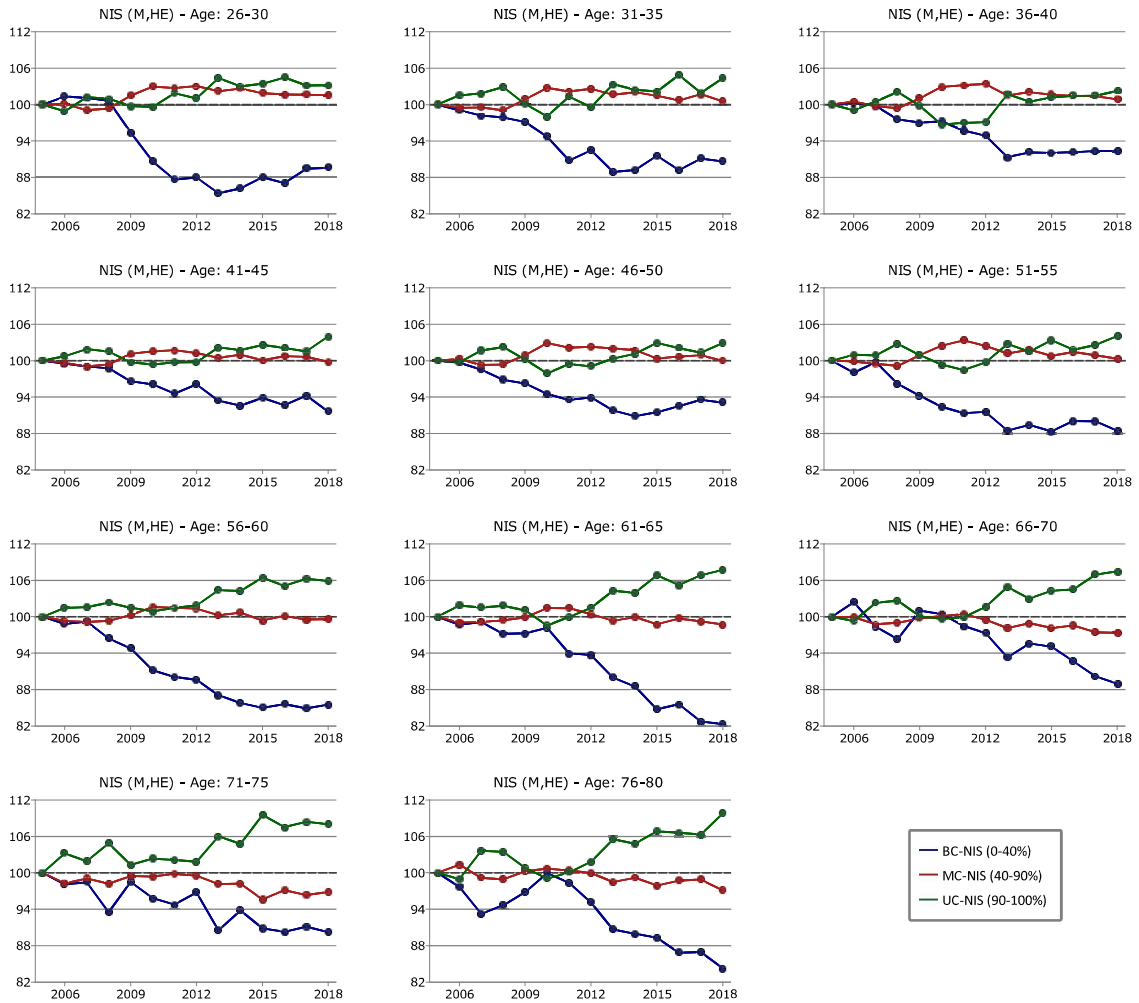 NIS (M,HE) - Age: 26-30
112
106
100
94
88
82
2006 2009 2012 2015 2018
NIS (M,HE) - Age: 31-35
112
106
100
94
88
82
2006 2009 2012 2015 2018
NIS (M,HE) - Age: 36-40
112
106
100
94
88
82
2006 2009 2012 2015 2018
NIS (M,HE) - Age: 41-45
112
106
100
94
88
82
2006 2009 2012 2015 2018
NIS (M,HE) - Age: 46-50
112
106
100
94
88
82
2006 2009 2012 2015 2018
NIS (M,HE) - Age: 51-55
112
106
100
94
88
82
2006 2009 2012 2015 2018
NIS (M,HE) - Age: 56-60
112
106
100
94
88
82
2006 2009 2012 2015 2018
NIS (M,HE) - Age: 61-65
112
106
100
94
88
82
2006 2009 2012 2015 2018
NIS (M,HE) - Age: 66-70
112
106
100
94
88
82
2006 2009 2012 2015 2018
NIS (M,HE) - Age: 71-75
112
106
100
94
88
82
2006 2009 2012 2015 2018
NIS (M,HE) - Age: 76-80
112
106
100
94
88
82
2006 2009 2012 2015 2018
BC-NIS (0-40%)
MC-NIS (40-90%)
UC-NIS (90-100%)